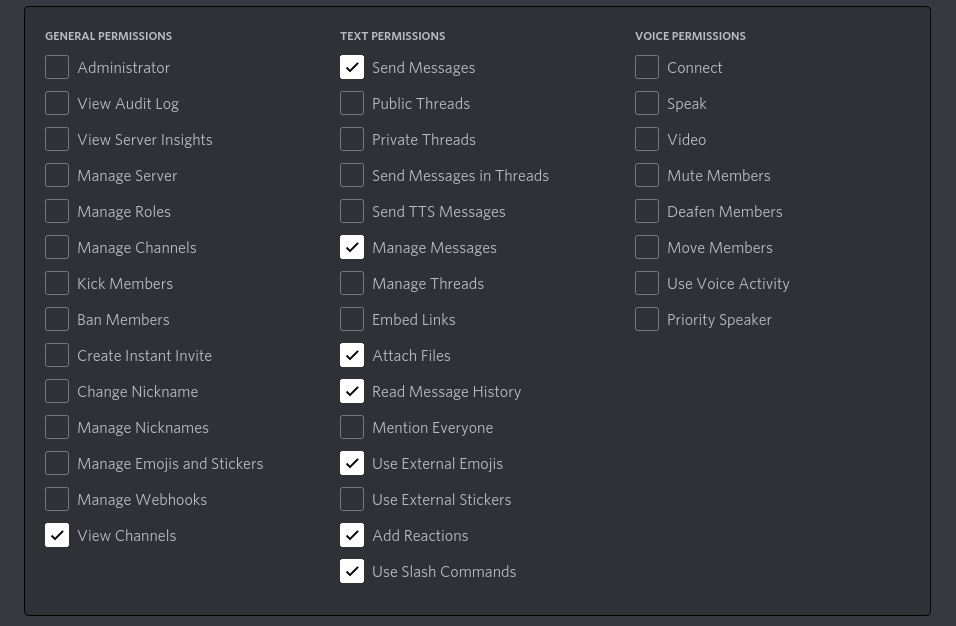 GENERAL PERMISSIONS
Administrator
View Audit Log
View Server Insights
Manage Server
Manage Roles
Manage Channels
Kick Members
Ban Members
Create Instant Invite
Change Nickname
Manage Nicknames
Manage Emojis and Stickers
Manage Webhooks
View Channels
TEXT PERMISSIONS
Send Messages
Public Threads
Private Threads
Send Messages in Threads
Send TTS Messages
Manage Messages
Manage Threads
Embed Links
Attach Files
Read Message History
Mention Everyone
Use External Emojis
Use External Stickers
Add Reactions
Use Slash Commands
VOICE PERMISSIONS
Connect
Speak
Video
Mute Members
Deafen Members
Move Members
Use Voice Activity
Priority Speaker